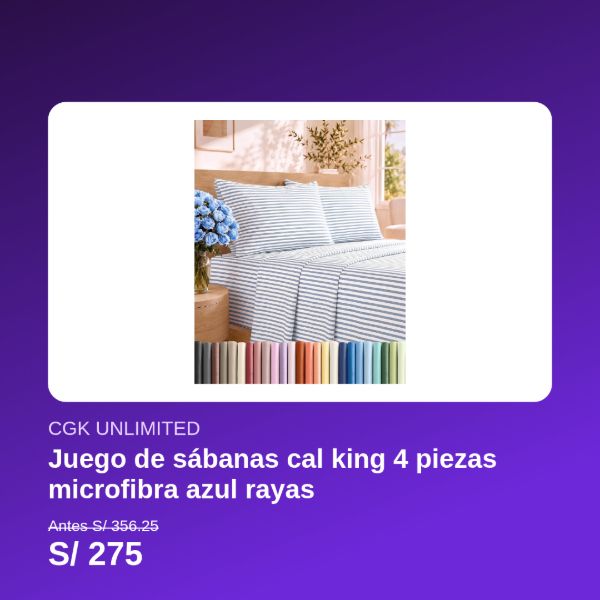 CGK UNLIMITED
Juego de sábanas cal king 4 piezas
microfibra azul rayas
Antes S/ 356.25
S/ 275